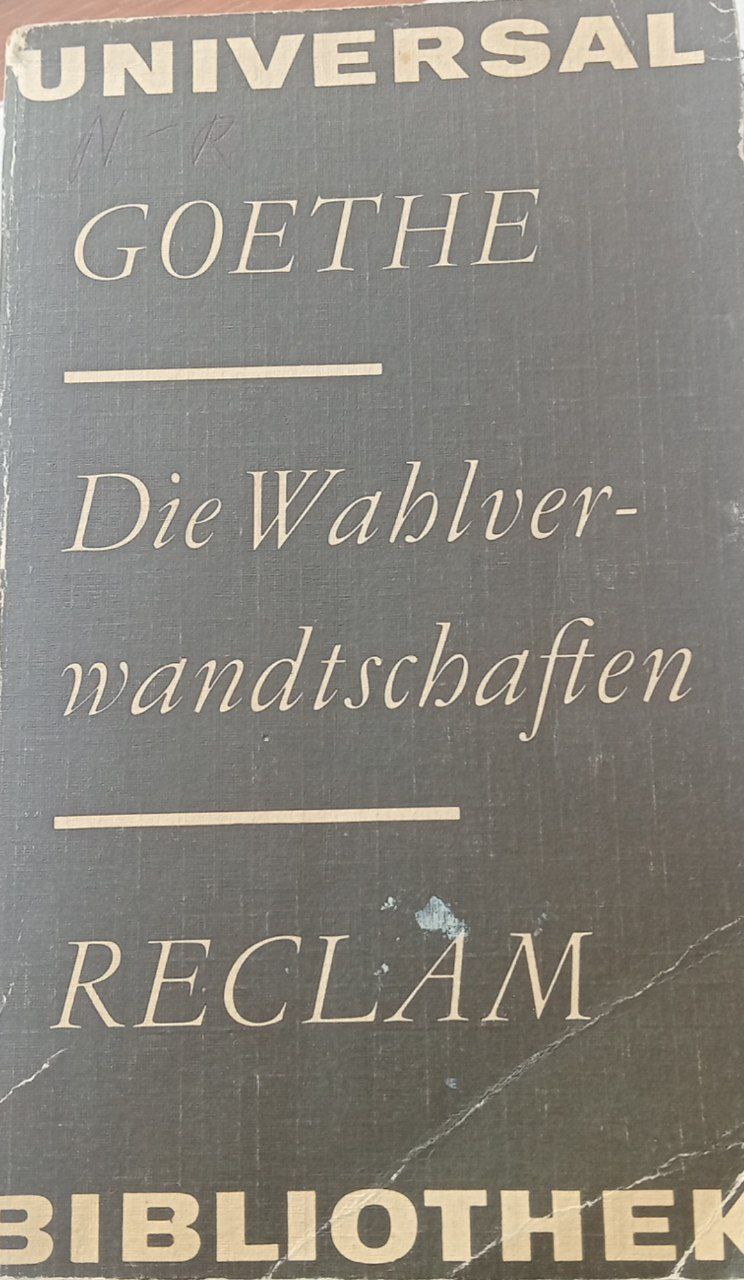 UNIVERSAL
N-R
GOETHE
Die Wahlver-
wandtschaften
RECLAM
BIBLIOTHEK